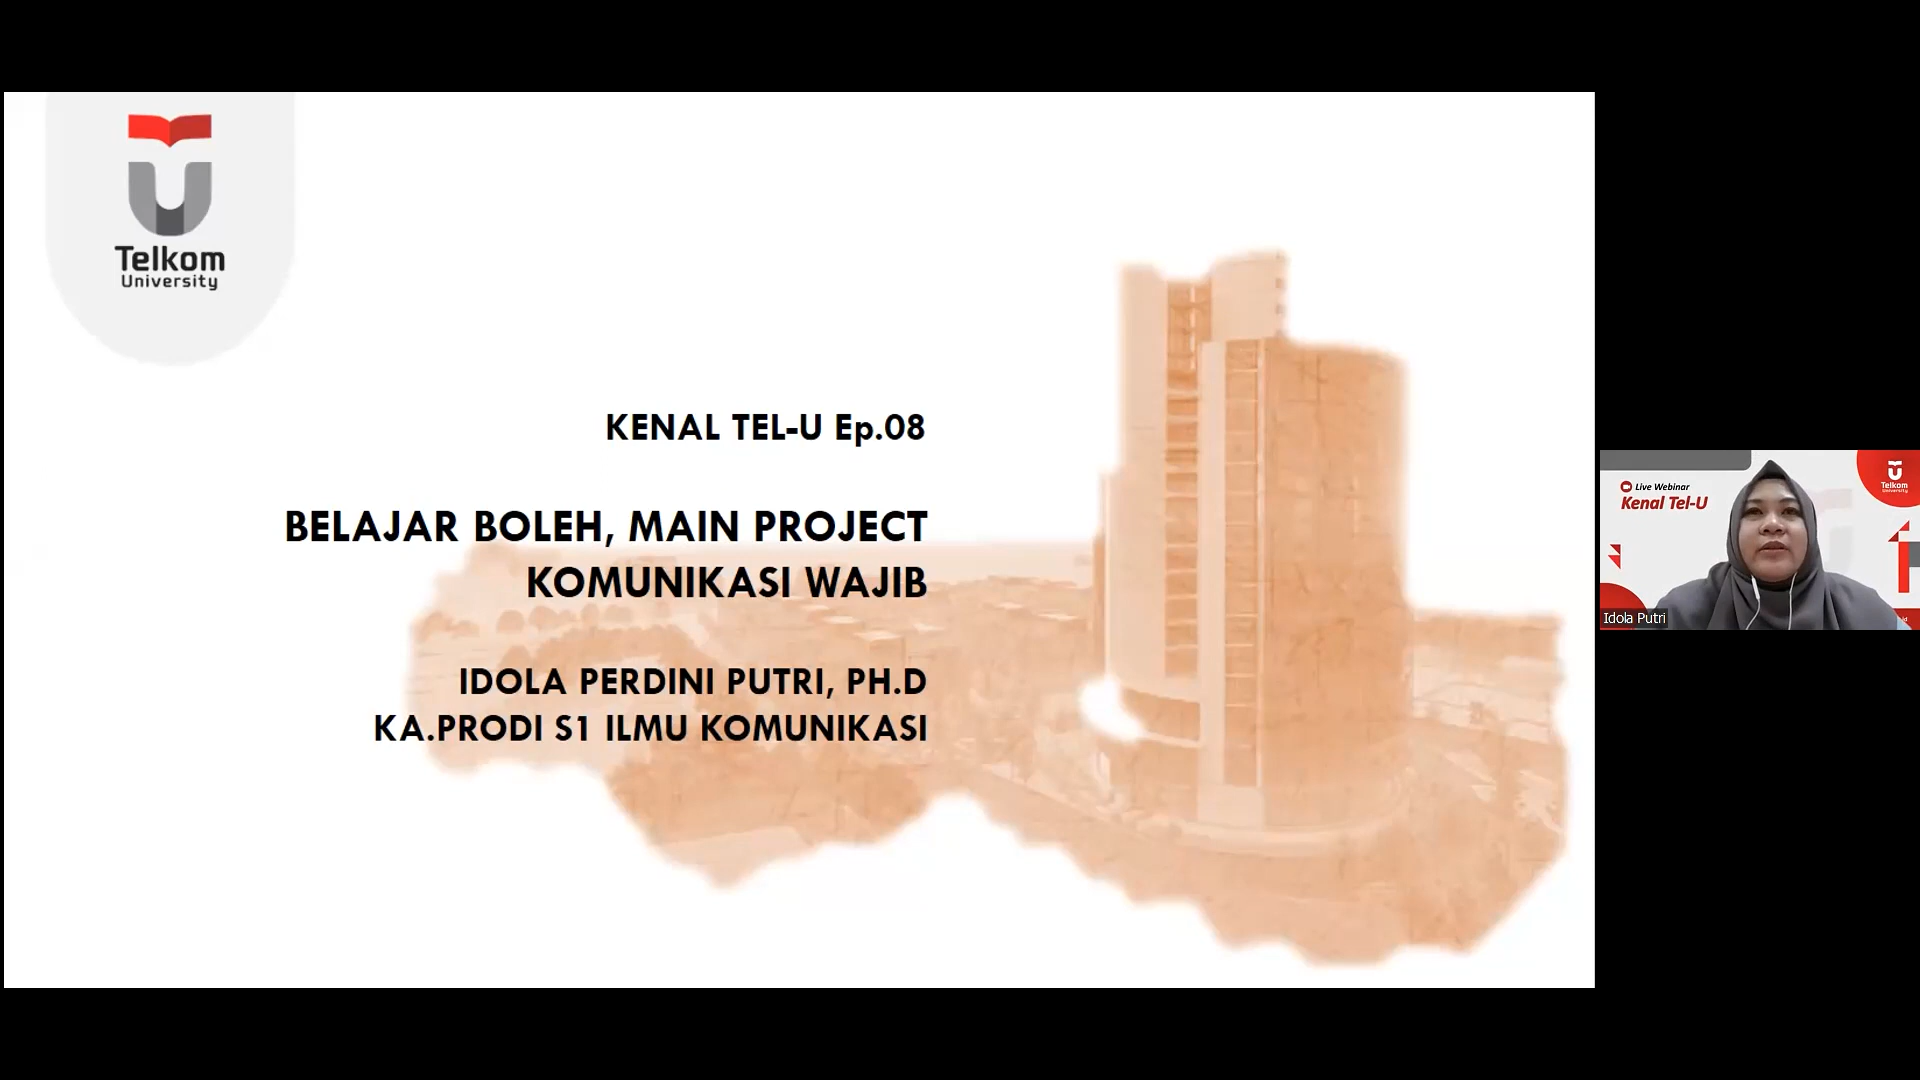 Telkom
University
KENAL TEL-U Ep.08
BELAJAR BOLEH, MAIN PROJECT
KOMUNIKASI WAJIB
IDOLA PERDINI PUTRI, PH.D
KA.PRODI S1 ILMU KOMUNIKASI
Live Webinar
Kenal Tel-U
Telkom
University
Idola Putri